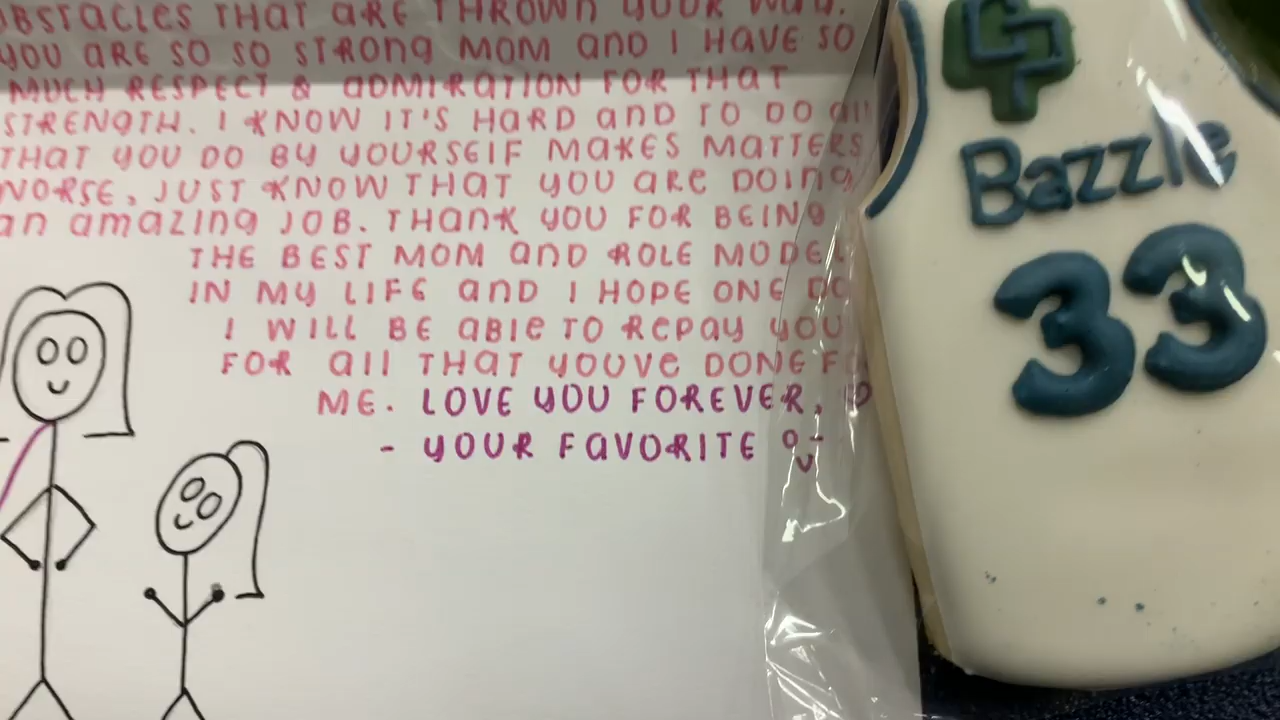 OBSTACLES THAT ARE THROWN YOUR WAY.
YOU ARE SO SO STRONG MOM AND I HAVE SO
MUCH RESPECT & ADMIRATION FOR THAT
STRENGTH. I KNOW IT'S HARD AND TO DO All
THAT YOU DO BY YOURSElF MAKES MATTERS
WORSE, JUST KNOW THAT YOU ARE DOING
AN AMAZING JOB. THANK YOU FOR BEING
THE BEST MOM AND ROLE MODEL
IN MY LIFE AND I HOPE ONE
I WILL BE ABlE TO REPAY YOU
FOR All THAT YOUVE DONE
ME. LOVE YOU FOREVER,
- YOUR FAVORITE
Bazzle
33